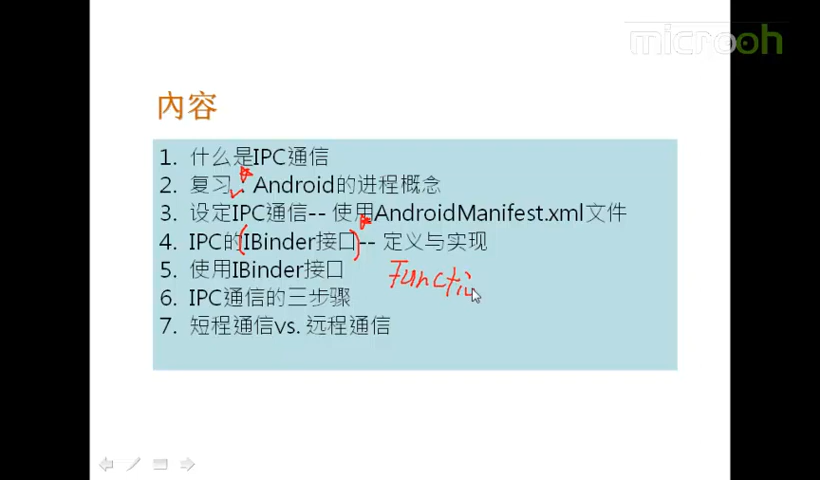 microoh
內容
1. 什么是IPC通信
2. 复习：Android的进程概念
3. 设定IPC通信-- 使用AndroidManifest.xml文件
4. IPC的IBinder接口-- 定义与实现
5. 使用IBinder接口
Functi
6. IPC通信的三步骤
7. 短程通信vs. 远程通信